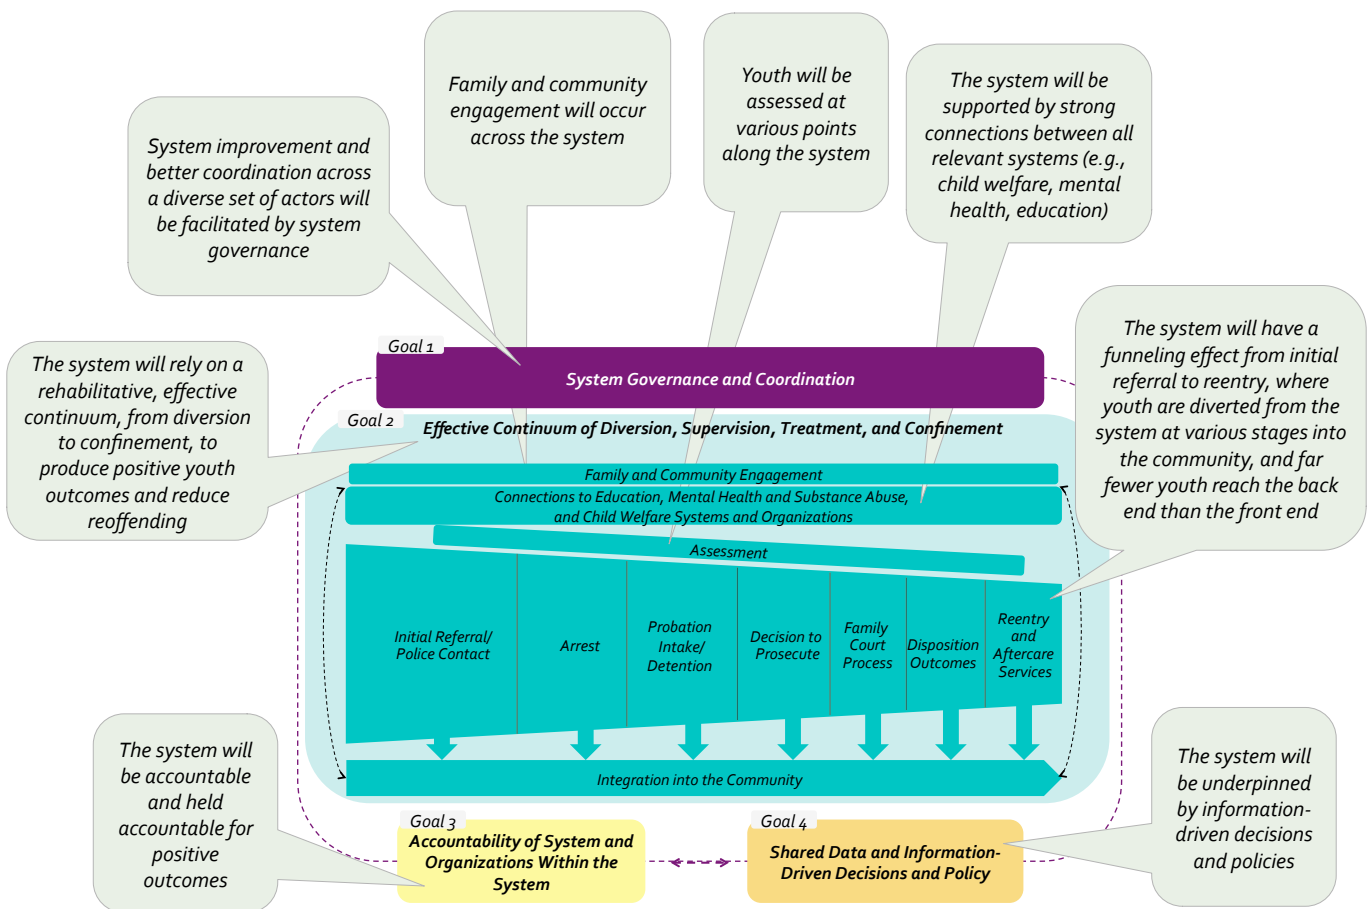 Family and community
engagement will occur
across the system
Youth will be
assessed at
various points
along the system
The system will be
supported by strong
connections between all
relevant systems (e.g.,
child welfare, mental
health, education)
System improvement and
better coordination across
a diverse set of actors will
be facilitated by system
governance
The system will have a
funneling effect from initial
referral to reentry, where
youth are diverted from the
system at various stages into
the community, and far
fewer youth reach the back
end than the front end
The system will rely on a
rehabilitative, effective
continuum, from diversion
to confinement, to
produce positive youth
outcomes and reduce
reoffending
Goal 1
System Governance and Coordination
Goal 2
Effective Continuum of Diversion, Supervision, Treatment, and Confinement
Family and Community Engagement
Connections to Education, Mental Health and Substance Abuse,
and Child Welfare Systems and Organizations
Assessment
Initial Referral/
Police Contact
Arrest
Probation
Intake/
Detention
Decision to
Prosecute
Family
Court
Process
Disposition
Outcomes
Reentry
and
Aftercare
Services
Integration into the Community
The system will
be accountable
and held
accountable for
positive
outcomes
Goal 3
Accountability of System and
Organizations Within the
System
Goal 4
Shared Data and Information-
Driven Decisions and Policy
The system will
be underpinned
by information-
driven decisions
and policies